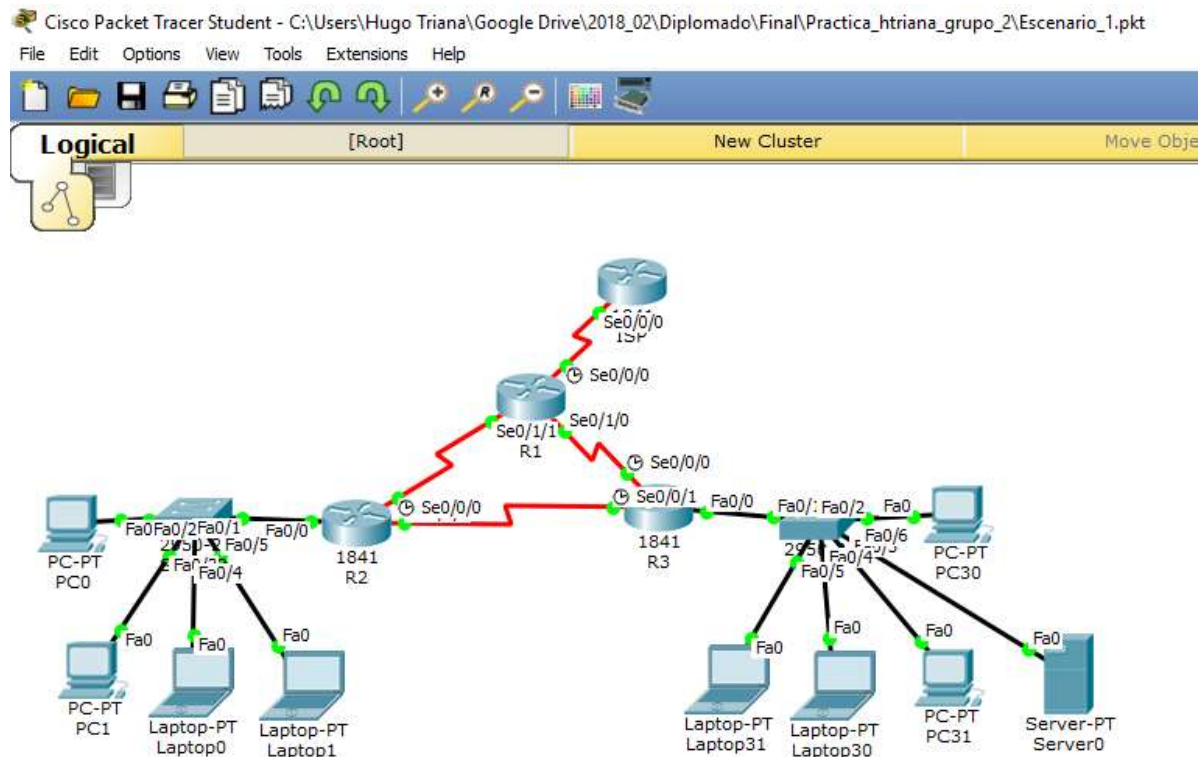 Cisco Packet Tracer Student - C:\Users\Hugo Triana\Google Drive\2018_02\Diplomado\Final\Practica_htriana_grupo_2\Escenario_1.pkt
File Edit Options View Tools Extensions Help
Logical [Root] New Cluster Move Obje
Se0/0/0
ISP
Se0/0/0
Se0/1/1 Se0/1/0
R1
Se0/0/0
Se0/0/0 Se0/0/1 Fa0/0 Fa0/2 Fa0
Fa0 Fa0/2 Fa0/1 Fa0/0
Fa0/5 Fa0/6
Fa0/4 Fa0/5 Fa0/4
PC-PT
PC0
1841
R2
1841
R3
PC-PT
PC30
Fa0 Fa0 Fa0 Fa0 Fa0 Fa0 Fa0
PC-PT
PC1
Laptop-PT
Laptop0
Laptop-PT
Laptop1
Laptop-PT
Laptop31
Laptop-PT
Laptop30
PC-PT
PC31
Server-PT
Server0